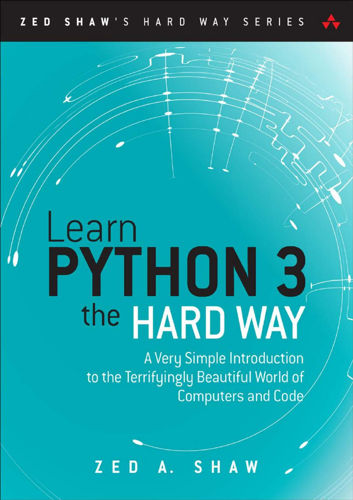 ZED SHAW'S HARD WAY SERIES
Learn
PYTHON 3
the HARD WAY
A Very Simple Introduction
to the Terrifyingly Beautiful World of
Computers and Code
ZED A. SHAW